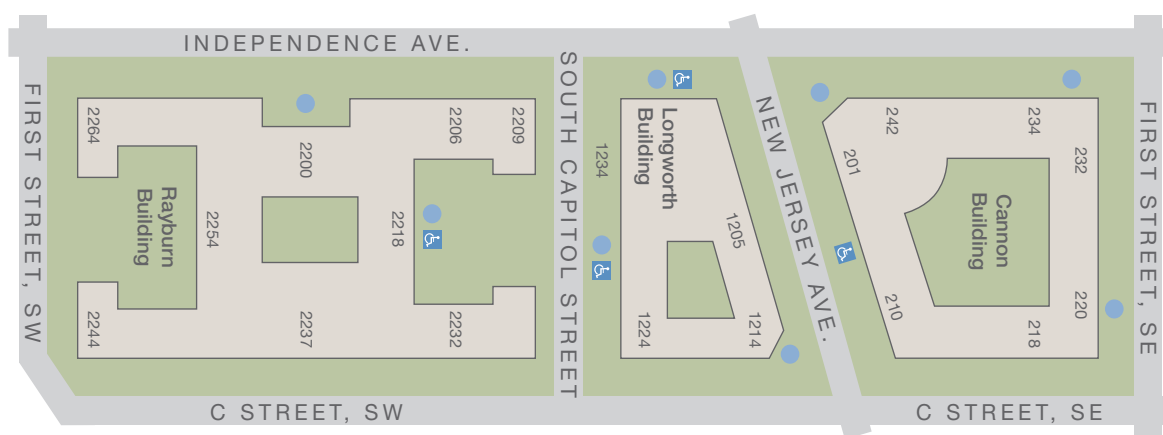 INDEPENDENCE AVE.
FIRST STREET, SW
SOUTH CAPITOL STREET
NEW JERSEY AVE.
FIRST STREET, SE
2264
2200
2206
2209
Rayburn
Building
2254
2218
2244
2237
2232
1234
Longworth
Building
1205
1224
1214
242
234
232
201
Cannon
Building
210
218
220
C STREET, SW
C STREET, SE